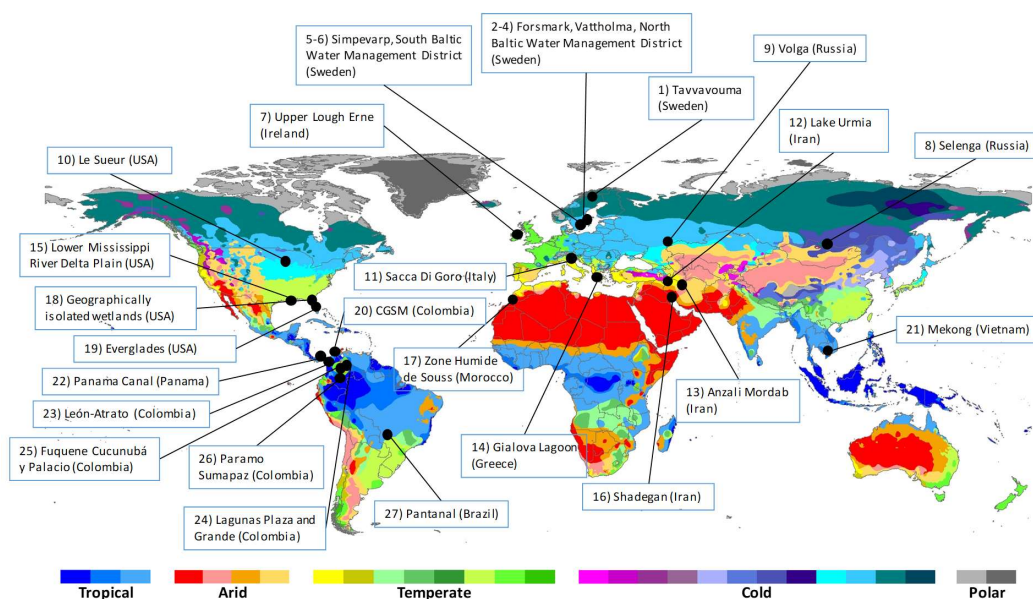 2-4) Forsmark, Vattholma, North
Baltic Water Management District
(Sweden)
5-6) Simpevarp, South Baltic
Water Management District
(Sweden)
9) Volga (Russia)
1) Tavvavouma
(Sweden)
7) Upper Lough Erne
(Ireland)
12) Lake Urmia
(Iran)
8) Selenga (Russia)
10) Le Sueur (USA)
15) Lower Mississippi
River Delta Plain
(USA)
11) Sacca Di Goro (Italy)
18) Geographically
isolated wetlands (USA)
20) CGSM (Colombia)
19) Everglades (USA)
21) Mekong (Vietnam)
17) Zone Humide
de Souss (Morocco)
22) Panama Canal (Panama)
13) Anzali Mordab
(Iran)
23) León-Atrato (Colombia)
14) Gialova Lagoon
(Greece)
25) Fuquene Cucunubá
y Palacio (Colombia)
26) Paramo
Sumapaz (Colombia)
16) Shadegan (Iran)
24) Lagunas Plaza and
Grande (Colombia)
27) Pantanal (Brazil)
Tropical Arid Temperate Cold Polar